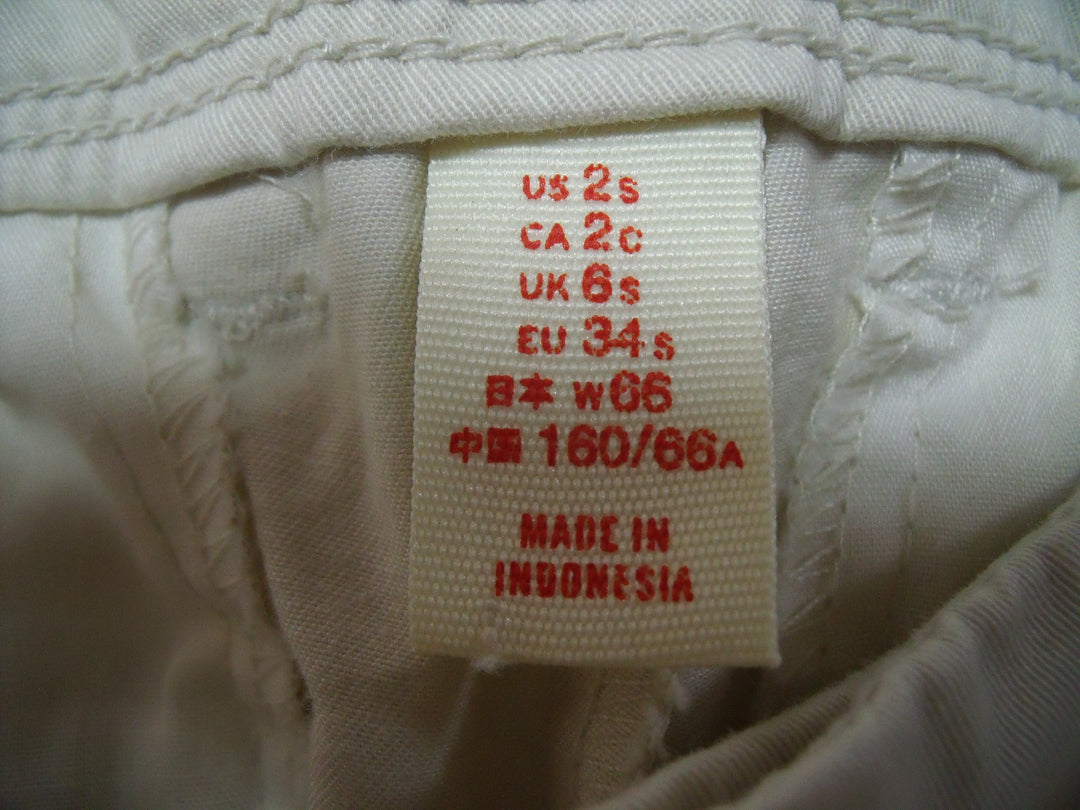 US 2S
CA 2C
UK 6S
EU 34S
日本 W66
中国 160/66A
MADE IN
INDONESIA